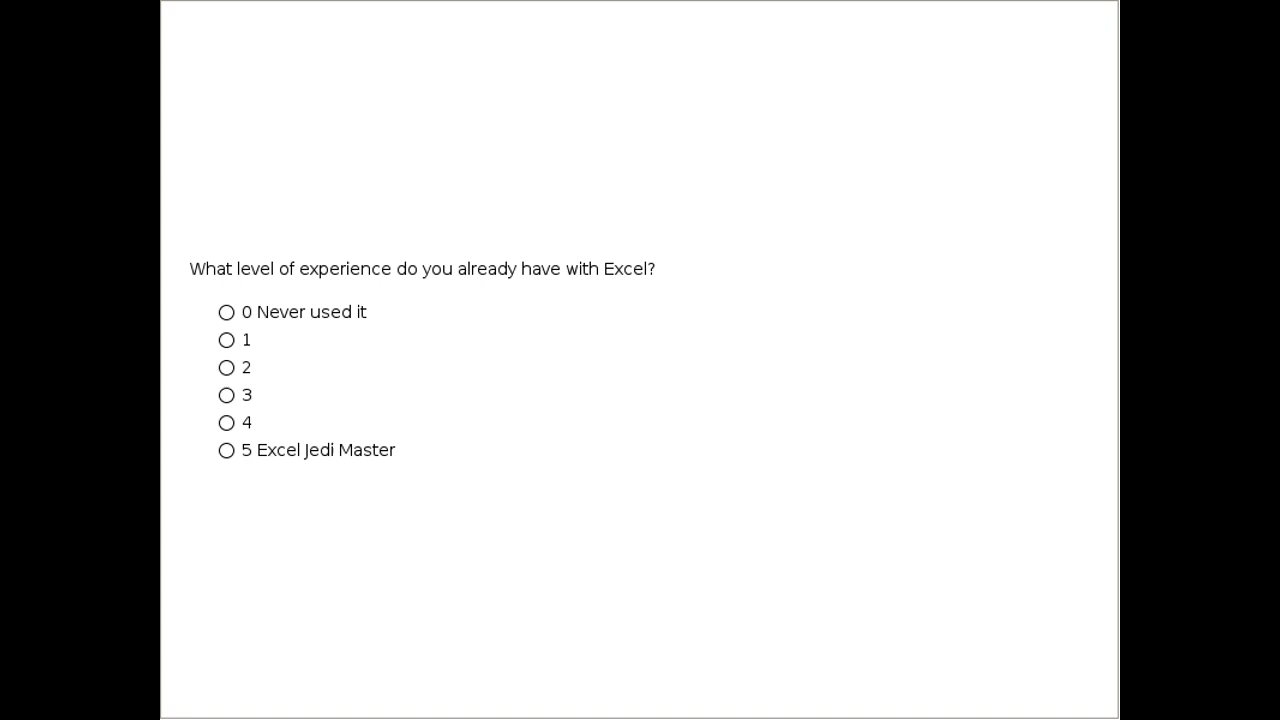 What level of experience do you already have with Excel?
0 Never used it
1
2
3
4
5 Excel Jedi Master